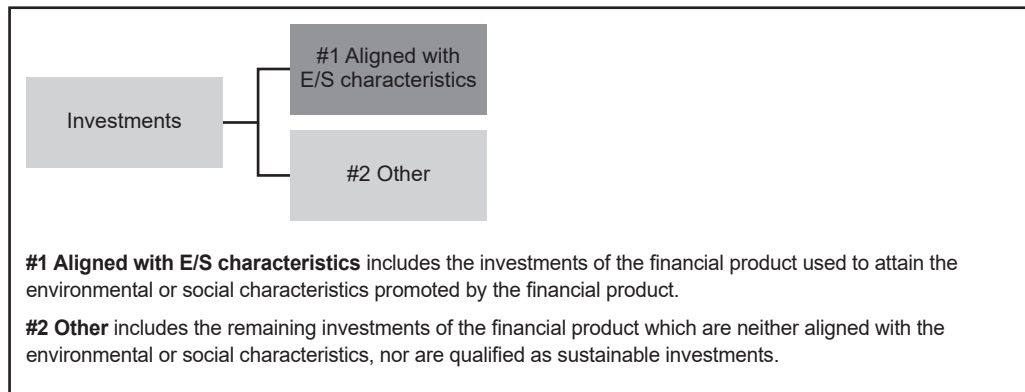 #1 Aligned with
E/S characteristics
Investments
#2 Other
#1 Aligned with E/S characteristics includes the investments of the financial product used to attain the
environmental or social characteristics promoted by the financial product.
#2 Other includes the remaining investments of the financial product which are neither aligned with the
environmental or social characteristics, nor are qualified as sustainable investments.